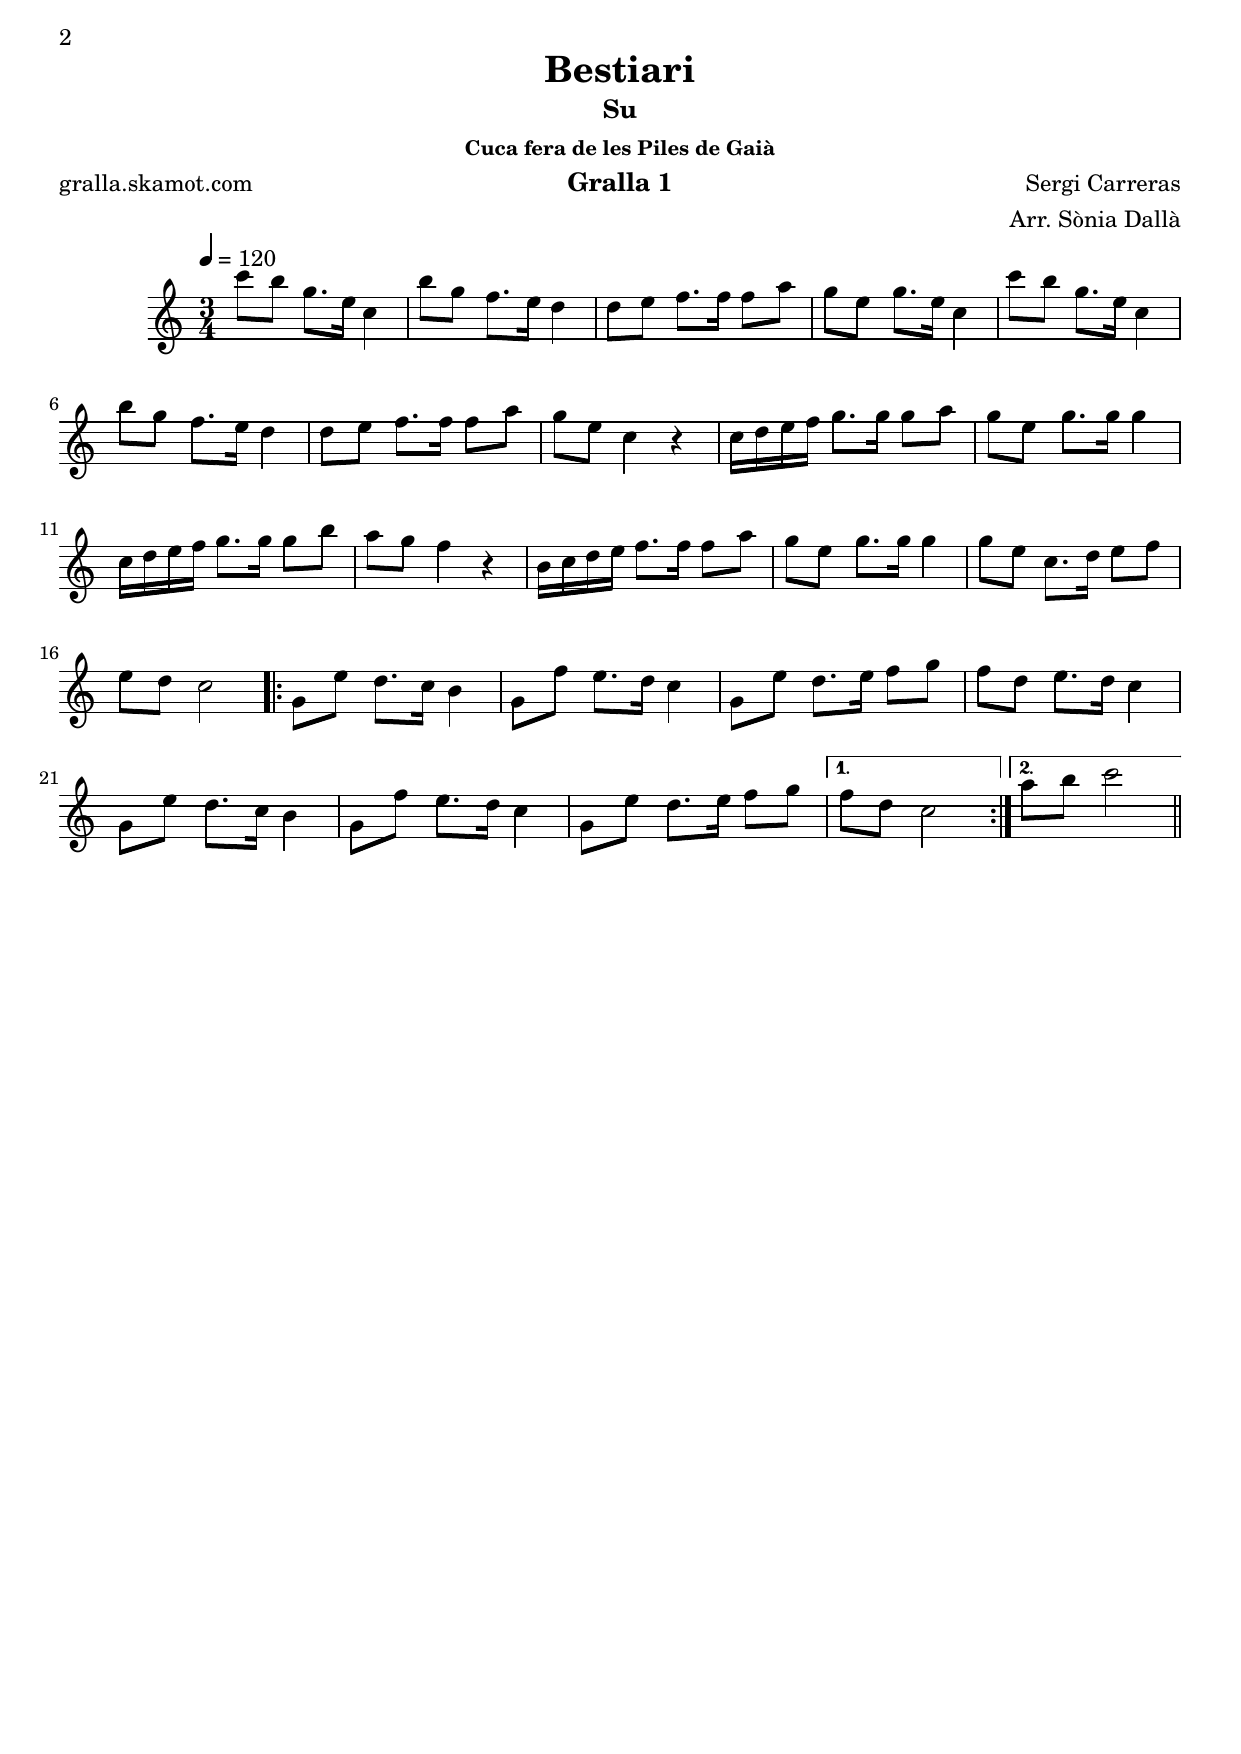 2
Bestiari
Su
Cuca fera de les Piles de Gaià
gralla.skamot.com Gralla 1 Sergi Carreras
Arr. Sònia Dallà
= 120
3
4
6
11
16
21
1.
2.